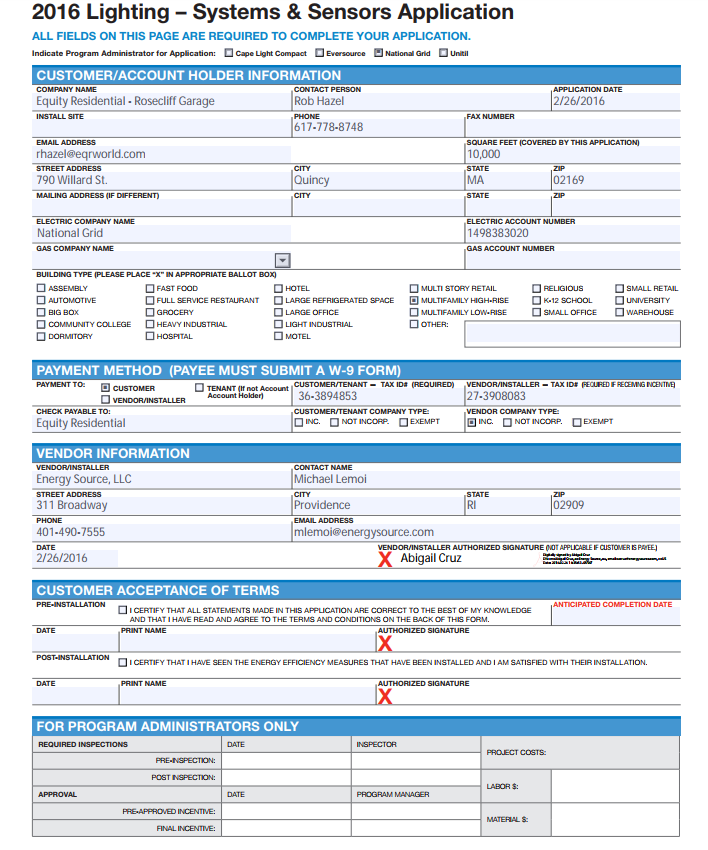 2016 Lighting – Systems & Sensors Application
ALL FIELDS ON THIS PAGE ARE REQUIRED TO COMPLETE YOUR APPLICATION.
Indicate Program Administrator for Application: Cape Light Compact Eversource National Grid Unitil
CUSTOMER/ACCOUNT HOLDER INFORMATION
COMPANY NAME CONTACT PERSON APPLICATION DATE
Equity Residential - Rosecliff Garage Rob Hazel 2/26/2016
INSTALL SITE PHONE FAX NUMBER
617-778-8748
EMAIL ADDRESS SQUARE FEET (COVERED BY THIS APPLICATION)
rhazel@eqrworld.com 10,000
STREET ADDRESS CITY STATE ZIP
790 Willard St. Quincy MA 02169
MAILING ADDRESS (IF DIFFERENT) CITY STATE ZIP
ELECTRIC COMPANY NAME ELECTRIC ACCOUNT NUMBER
National Grid 1498383020
GAS COMPANY NAME GAS ACCOUNT NUMBER
BUILDING TYPE (PLEASE PLACE "X" IN APPROPRIATE BALLOT BOX)
ASSEMBLY FAST FOOD HOTEL MULTI STORY RETAIL RELIGIOUS SMALL RETAIL
AUTOMOTIVE FULL SERVICE RESTAURANT LARGE REFRIGERATED SPACE MULTIFAMILY HIGH-RISE K-12 SCHOOL UNIVERSITY
BIG BOX GROCERY LARGE OFFICE MULTIFAMILY LOW-RISE SMALL OFFICE WAREHOUSE
COMMUNITY COLLEGE HEAVY INDUSTRIAL LIGHT INDUSTRIAL OTHER:
DORMITORY HOSPITAL MOTEL
PAYMENT METHOD (PAYEE MUST SUBMIT A W-9 FORM)
PAYMENT TO: CUSTOMER TENANT (If not Account Account Holder) CUSTOMER/TENANT – TAX ID# (REQUIRED) VENDOR/INSTALLER – TAX ID# (REQUIRED IF RECEIVING INCENTIVE)
VENDOR/INSTALLER 36-3894853 27-3908083
CHECK PAYABLE TO: CUSTOMER/TENANT COMPANY TYPE: VENDOR COMPANY TYPE:
Equity Residential INC. NOT INCORP. EXEMPT INC. NOT INCORP. EXEMPT
VENDOR INFORMATION
VENDOR/INSTALLER CONTACT NAME
Energy Source, LLC Michael Lemoi
STREET ADDRESS CITY STATE ZIP
311 Broadway Providence RI 02909
PHONE EMAIL ADDRESS
401-490-7555 mlemoi@energysource.com
DATE VENDOR/INSTALLER AUTHORIZED SIGNATURE (NOT APPLICABLE IF CUSTOMER IS PAYEE.)
2/26/2016 X Abigail Cruz
CUSTOMER ACCEPTANCE OF TERMS
PRE-INSTALLATION I CERTIFY THAT ALL STATEMENTS MADE IN THIS APPLICATION ARE CORRECT TO THE BEST OF MY KNOWLEDGE ANTICIPATED COMPLETION DATE
AND THAT I HAVE READ AND AGREE TO THE TERMS AND CONDITIONS ON THE BACK OF THIS FORM.
DATE PRINT NAME AUTHORIZED SIGNATURE
X
POST-INSTALLATION I CERTIFY THAT I HAVE SEEN THE ENERGY EFFICIENCY MEASURES THAT HAVE BEEN INSTALLED AND I AM SATISFIED WITH THEIR INSTALLATION.
DATE PRINT NAME AUTHORIZED SIGNATURE
X
FOR PROGRAM ADMINISTRATORS ONLY
REQUIRED INSPECTIONS DATE INSPECTOR PROJECT COSTS:
PRE-INSPECTION:
POST INSPECTION: LABOR $:
APPROVAL DATE PROGRAM MANAGER
PRE-APPROVED INCENTIVE: MATERIAL $:
FINAL INCENTIVE: